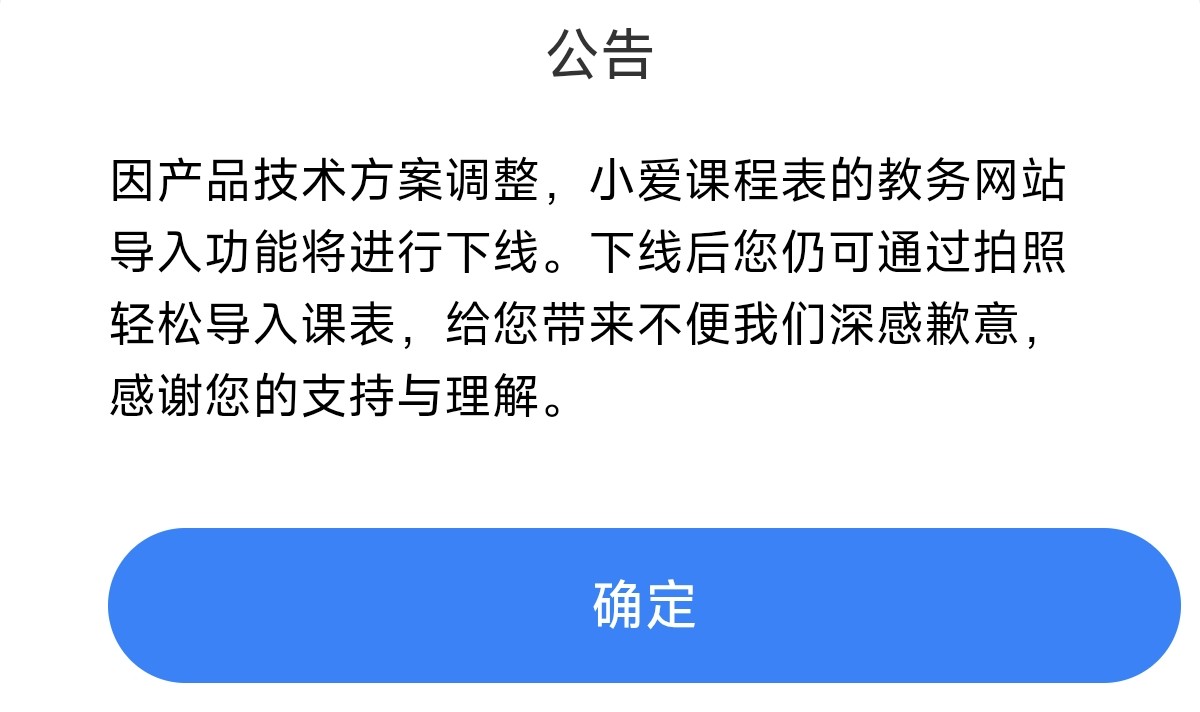 公告
因产品技术方案调整，小爱课程表的教务网站
导入功能将进行下线。下线后您仍可通过拍照
轻松导入课表，给您带来不便我们深感歉意，
感谢您的支持与理解。
确定